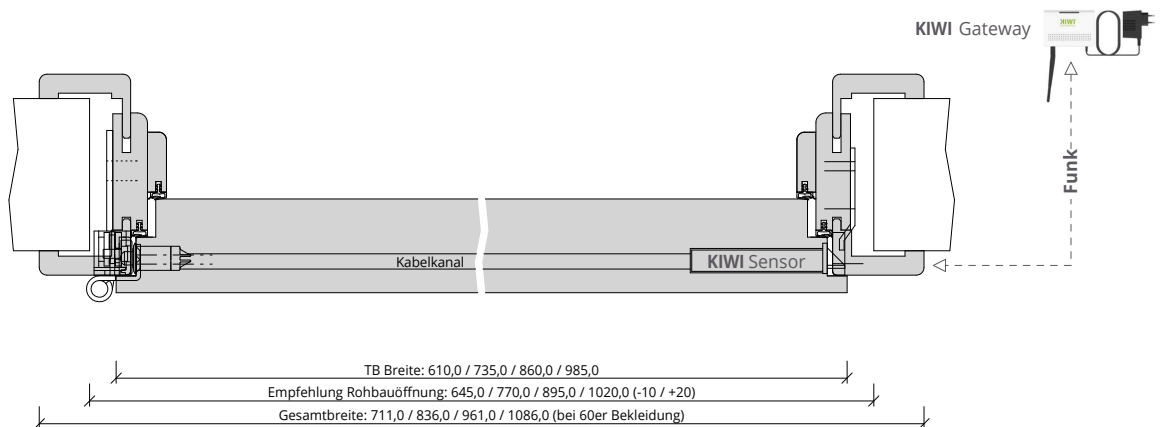 KIWI Gateway
KIWI
Funk
Kabelkanal
KIWI Sensor
TB Breite: 610,0 / 735,0 / 860,0 / 985,0
Empfehlung Rohbauöffnung: 645,0 / 770,0 / 895,0 / 1020,0 (-10 / +20)
Gesamtbreite: 711,0 / 836,0 / 961,0 / 1086,0 (bei 60er Bekleidung)